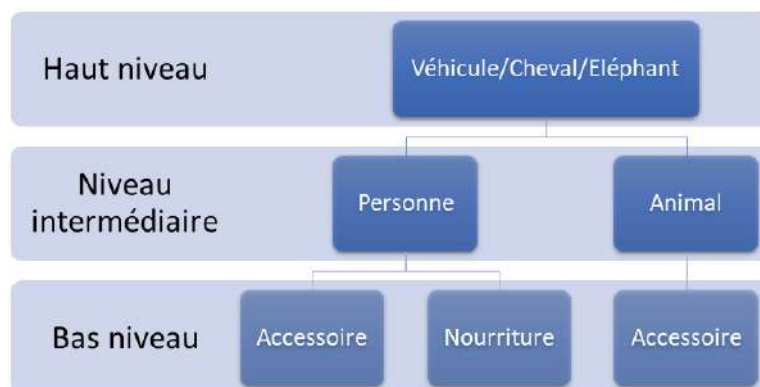 Haut niveau
Véhicule/Cheval/Eléphant
Niveau
intermédiaire
Personne
Animal
Bas niveau
Accessoire
Nourriture
Accessoire